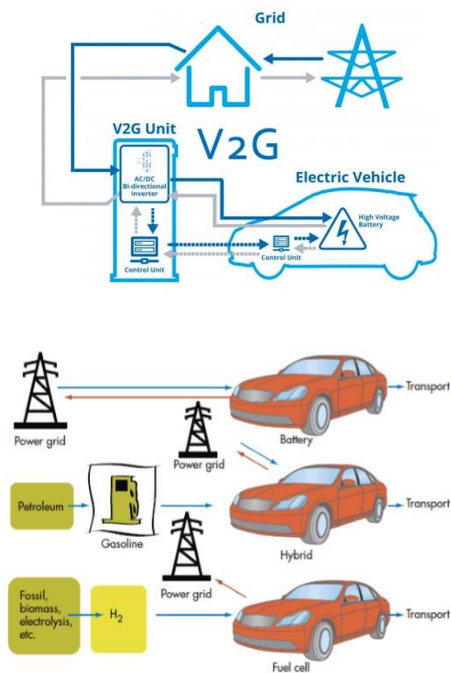 Grid
V2G Unit
V2G
AC/DC
Bi-directional
inverter
Electric Vehicle
High Voltage
Battery
Control Unit
Control Unit
Power grid
Battery
Transport
Power grid
Petroleum
Gasoline
Hybrid
Transport
Power grid
Fossil,
biomass,
electrolysis,
etc.
H2
Fuel cell
Transport